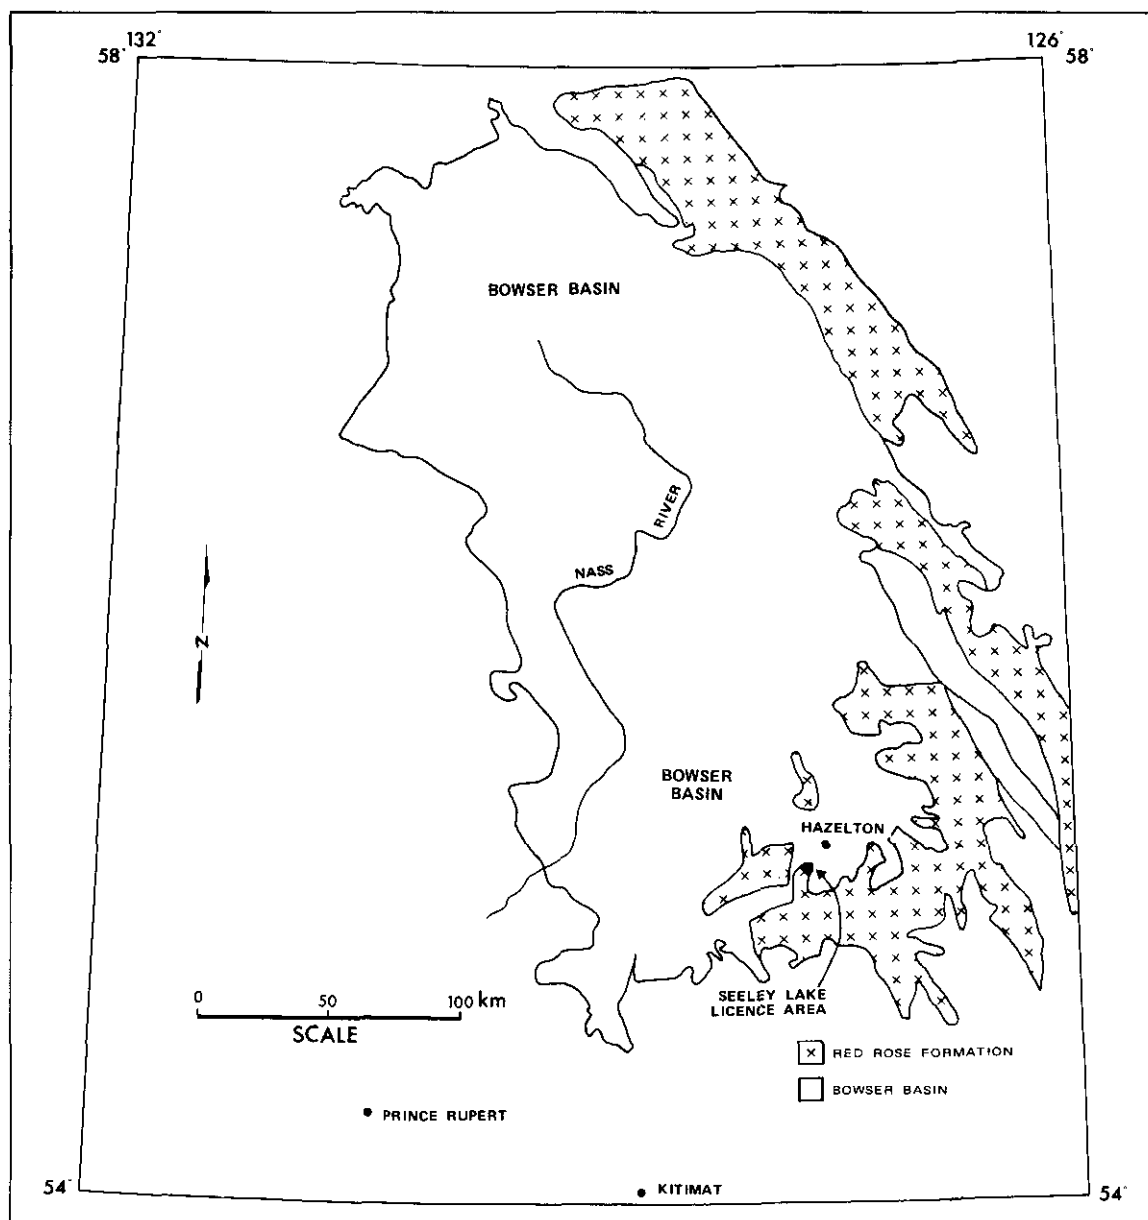 132°
126°
58°
58°
BOWSER BASIN
RIVER
NASS
N
BOWSER
BASIN
HAZELTON
0 50 100 km
SCALE
SEELEY LAKE
LICENCE AREA
x RED ROSE FORMATION
BOWSER BASIN
PRINCE RUPERT
54°
54°
KITIMAT